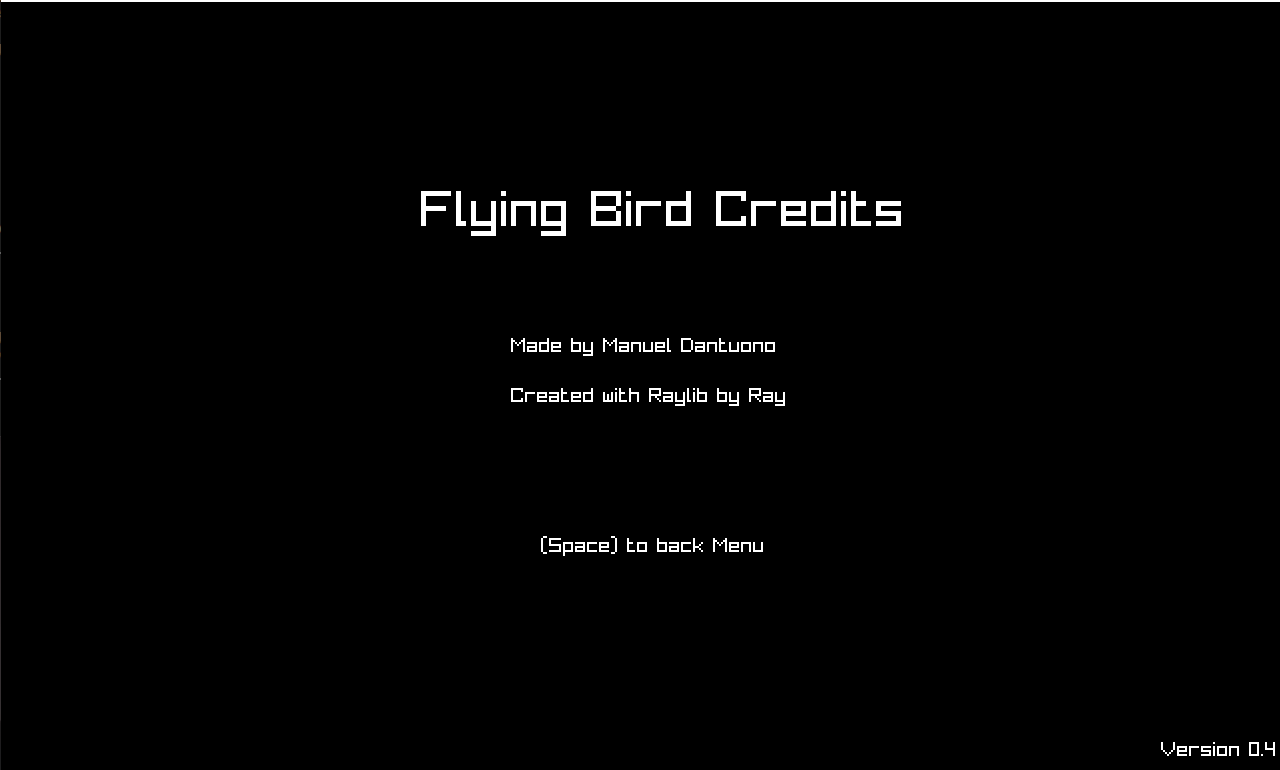 Flying Bird Credits
Made by Manuel Dantuono
Created with Raylib by Ray
(Space) to back Menu
Version 0.4